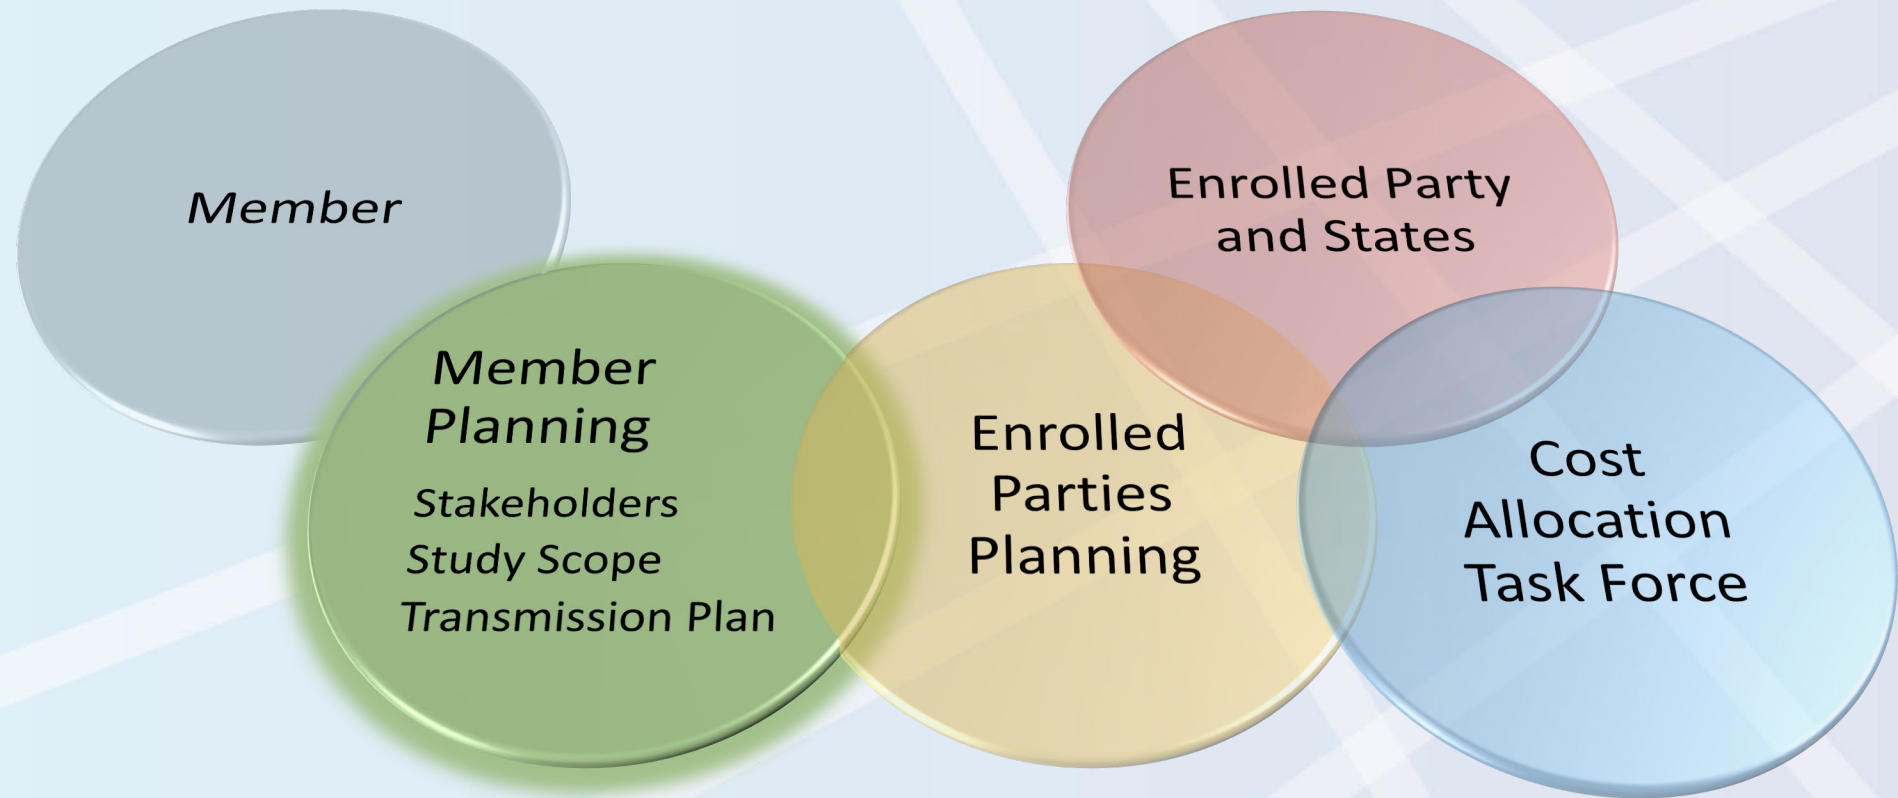 Member
Member
Planning
Stakeholders
Study Scope
Transmission Plan
Enrolled
Parties
Planning
Enrolled Party
and States
Cost
Allocation
Task Force